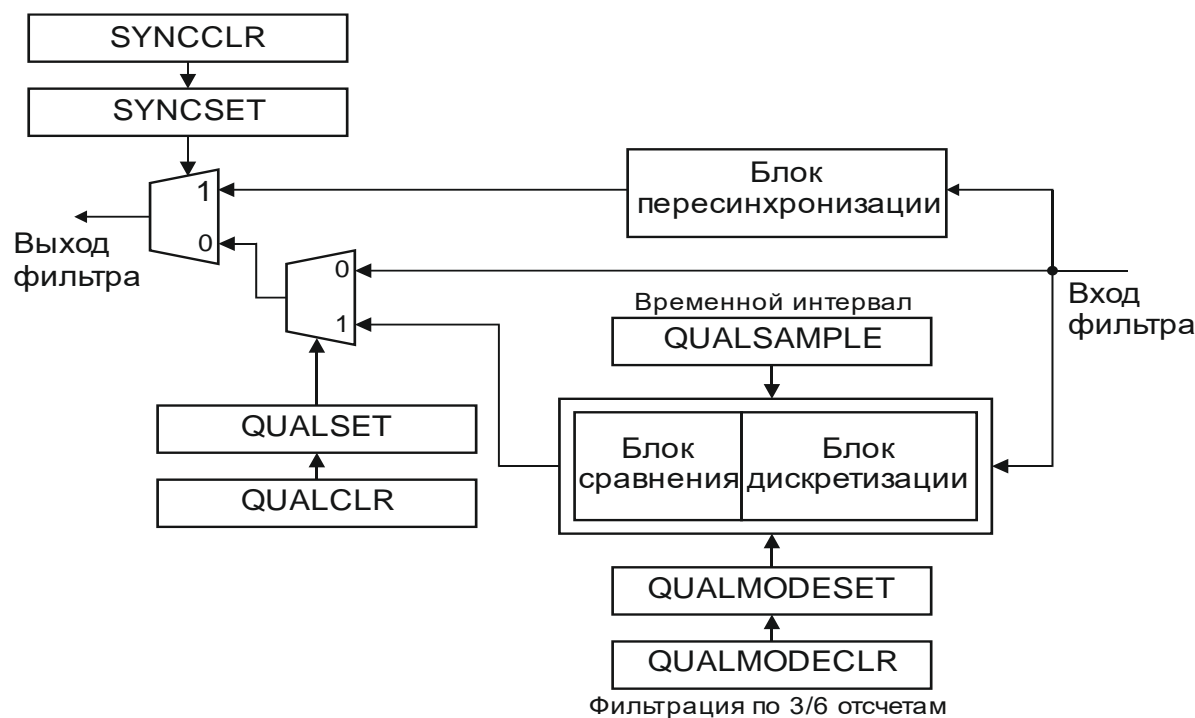 SYNCCLR
SYNCSET
1
0
Выход
фильтра
Блок
пересинхронизации
0
1
Вход
фильтра
Временной интервал
QUALSAMPLE
QUALSET
QUALCLR
Блок
сравнения
Блок
дискретизации
QUALMODESET
QUALMODECLR
Фильтрация по 3/6 отсчетам